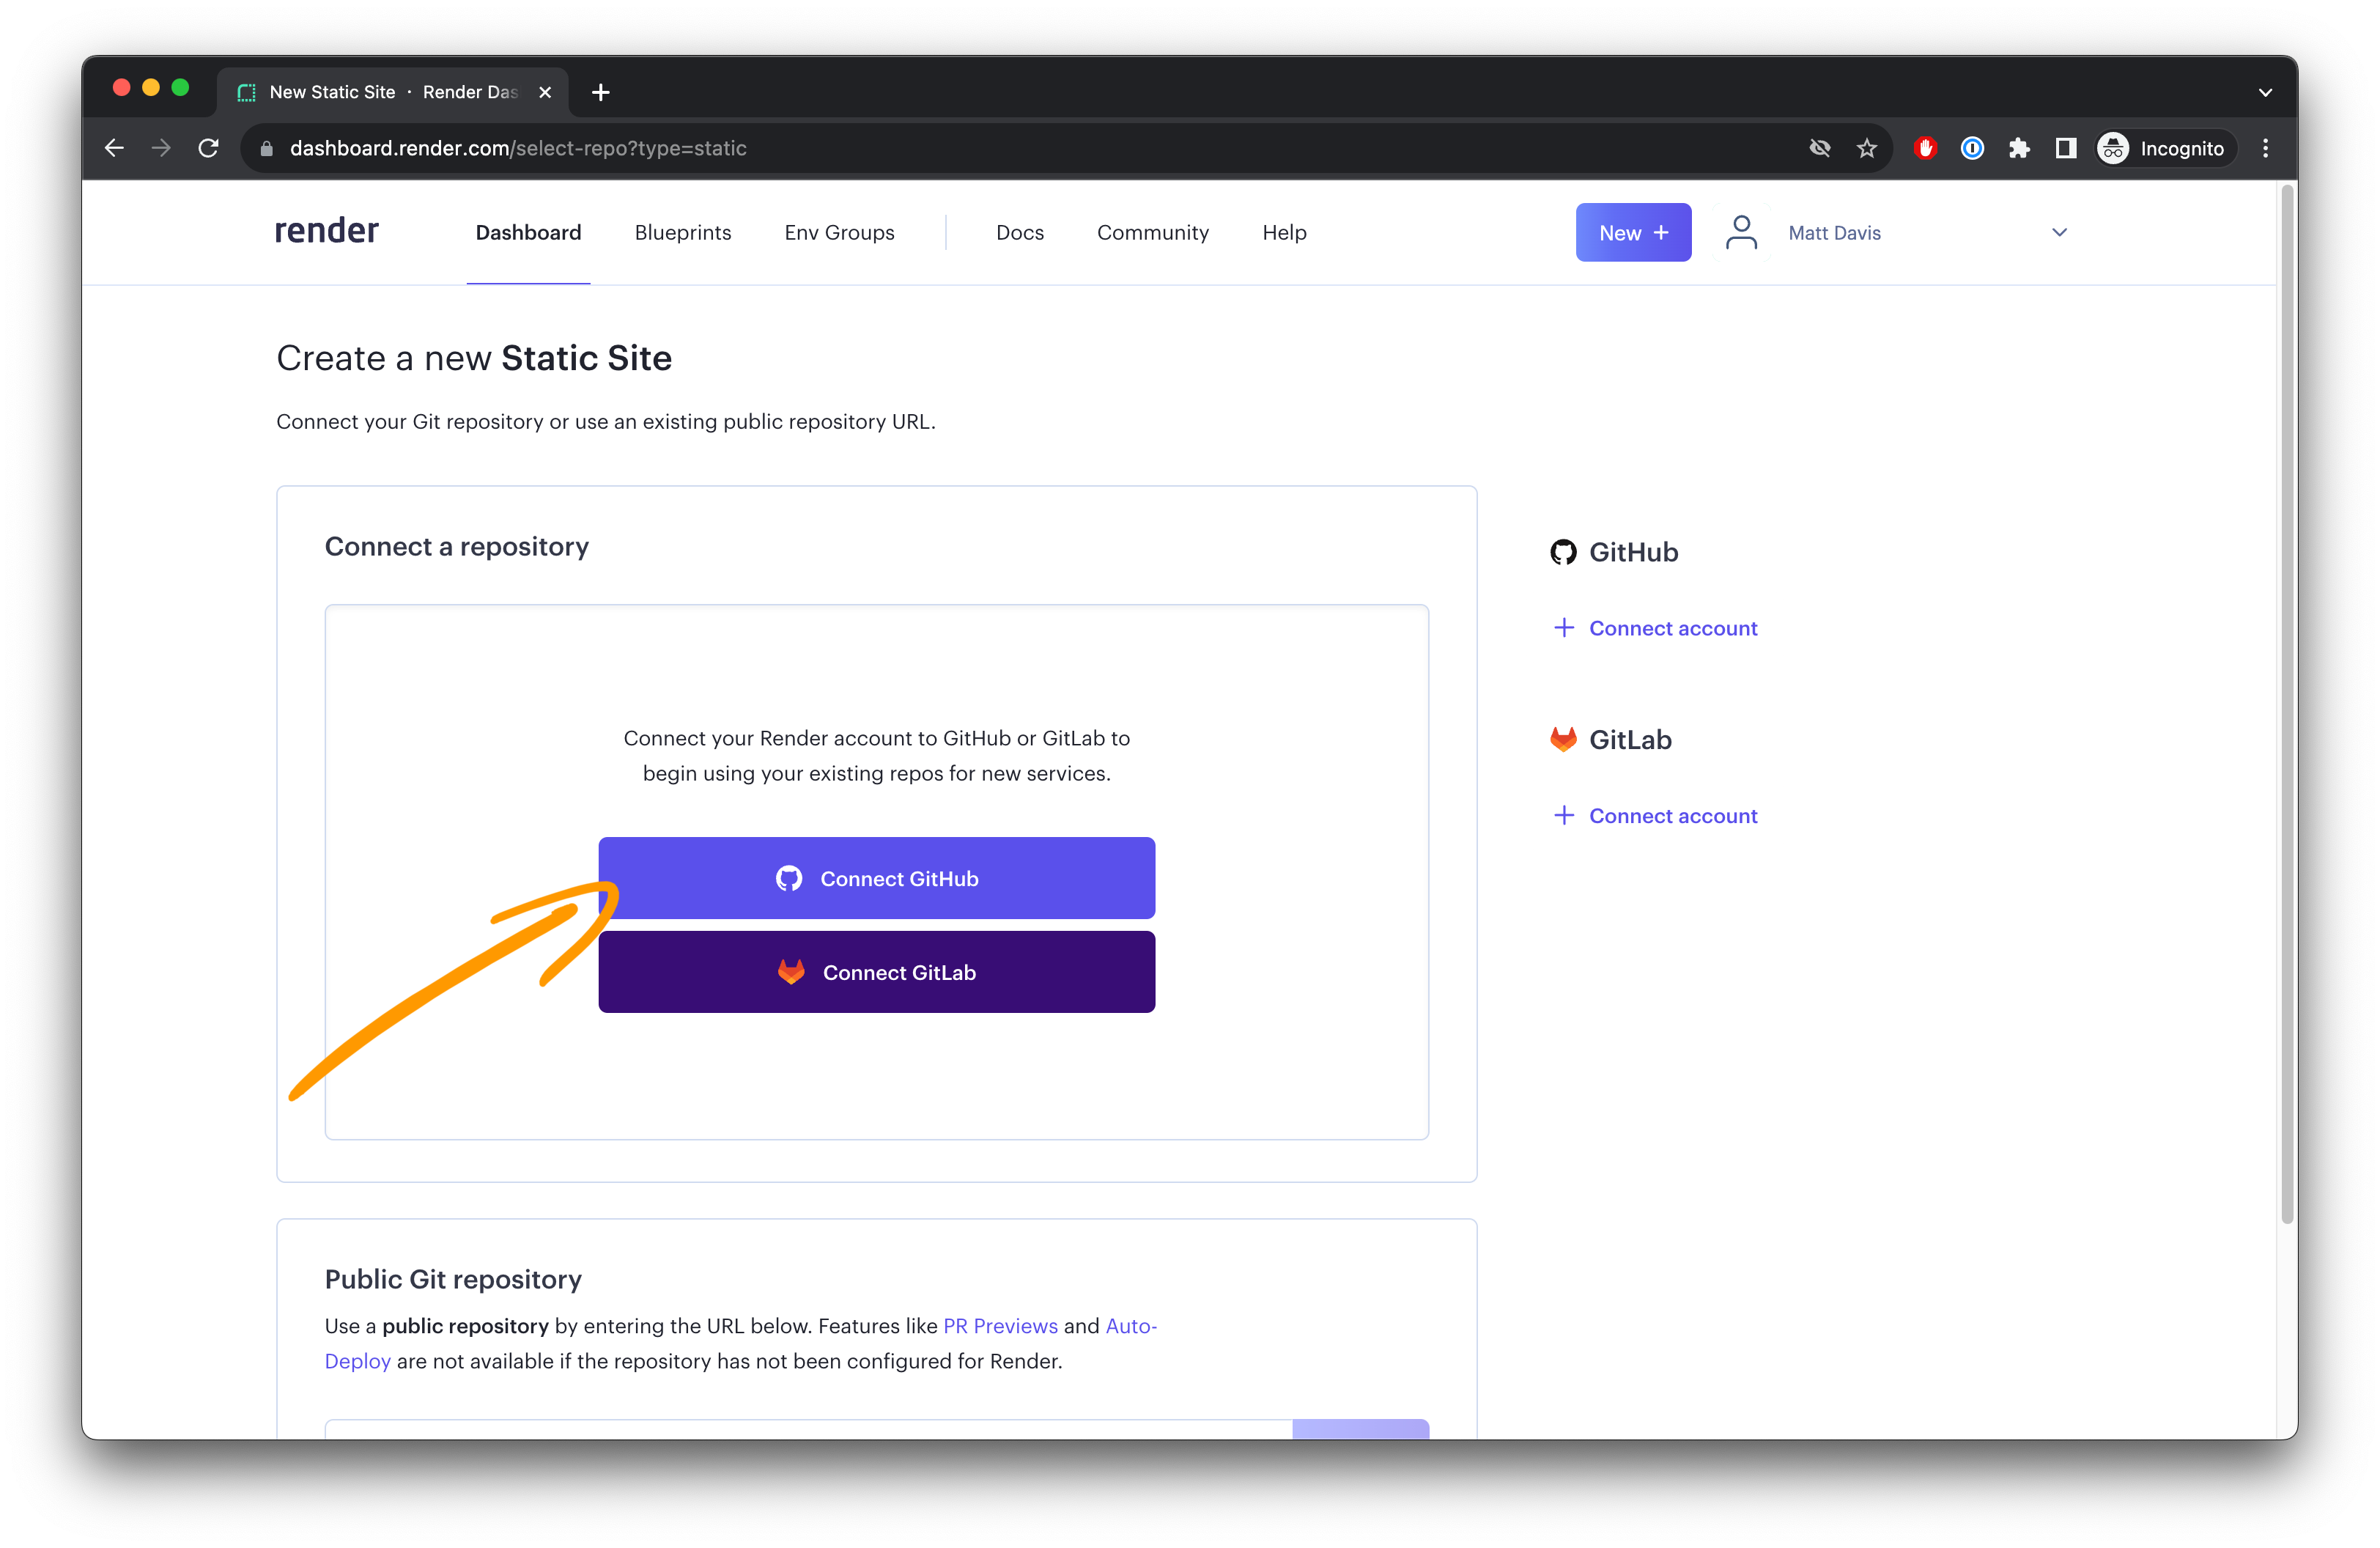 New Static Site · Render Das
dashboard.render.com/select-repo?type=static
Incognito
render
Dashboard
Blueprints
Env Groups
Docs
Community
Help
New +
Matt Davis
Create a new Static Site
Connect your Git repository or use an existing public repository URL.
Connect a repository
Connect your Render account to GitHub or GitLab to
begin using your existing repos for new services.
Connect GitHub
Connect GitLab
GitHub
+ Connect account
GitLab
+ Connect account
Public Git repository
Use a public repository by entering the URL below. Features like PR Previews and Auto-
Deploy are not available if the repository has not been configured for Render.